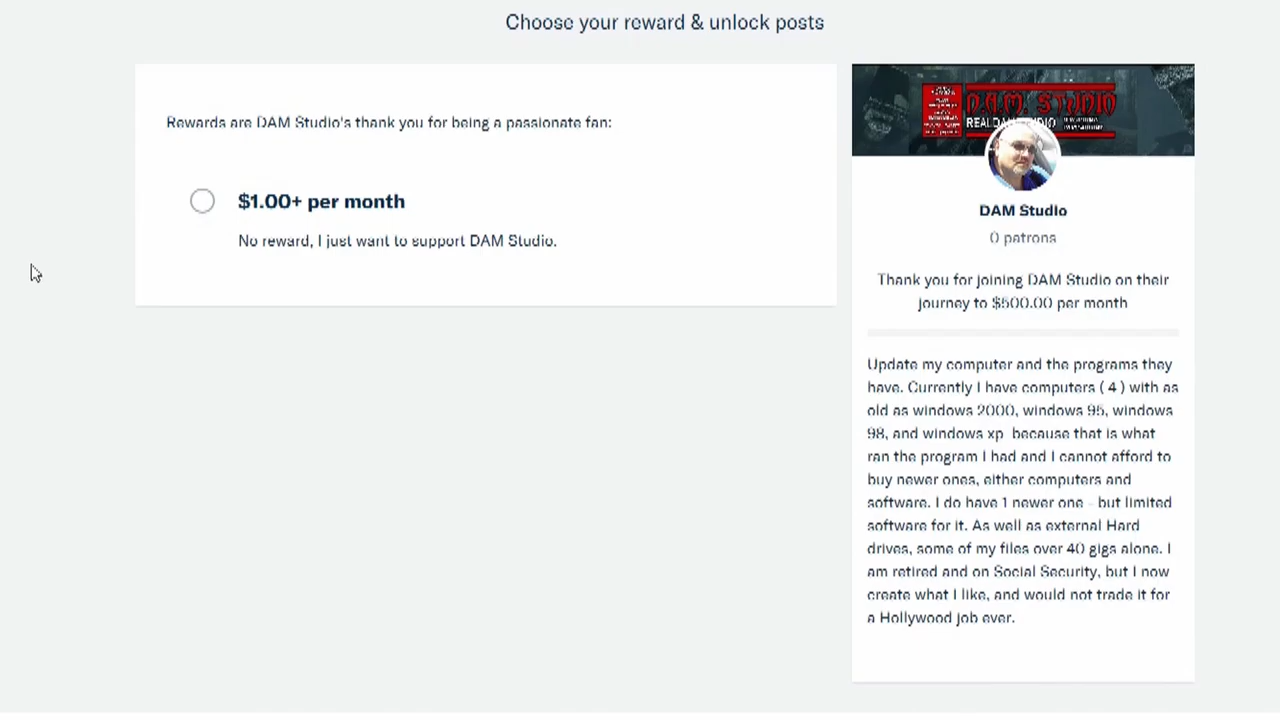 Choose your reward & unlock posts
Rewards are DAM Studio's thank you for being a passionate fan:
$1.00+ per month
No reward, I just want to support DAM Studio.
D.A.M. STUDIO
DAM Studio
0 patrons
Thank you for joining DAM Studio on their
journey to $500.00 per month
Update my computer and the programs they
have. Currently I have computers ( 4 ) with as
old as windows 2000, windows 95, windows
98, and windows xp because that is what
ran the program I had and I cannot afford to
buy newer ones, either computers and
software. I do have 1 newer one - but limited
software for it. As well as external Hard
drives, some of my files over 40 gigs alone. I
am retired and on Social Security, but I now
create what I like, and would not trade it for
a Hollywood job ever.